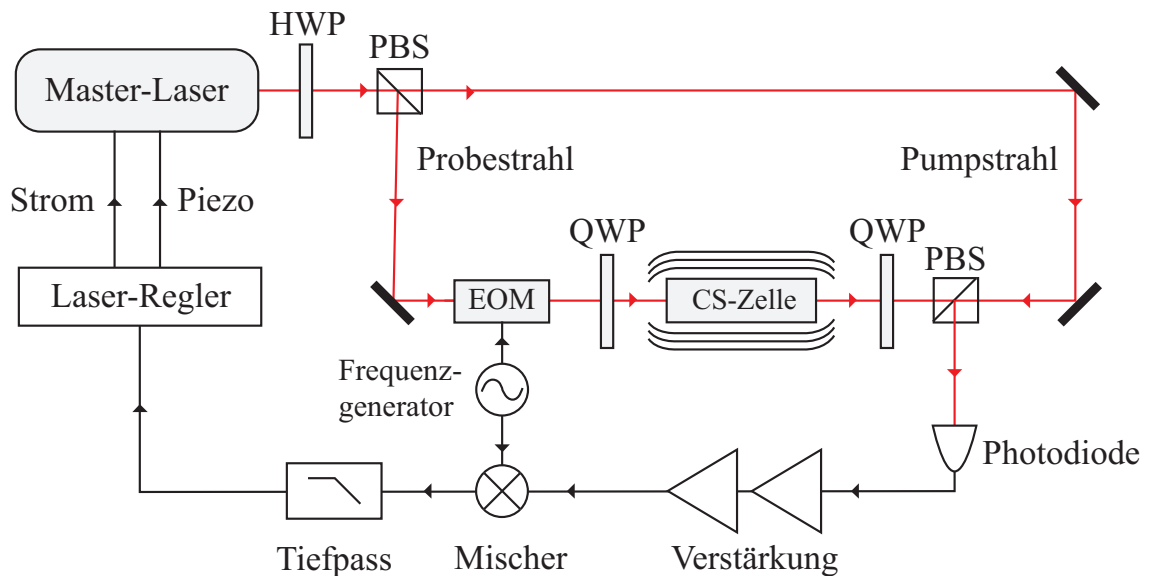 HWP
PBS
Master-Laser
Probestrahl
Pumpstrahl
Strom
Piezo
QWP
QWP
PBS
Laser-Regler
EOM
CS-Zelle
Frequenz-
generator
Photodiode
Tiefpass
Mischer
Verstärkung